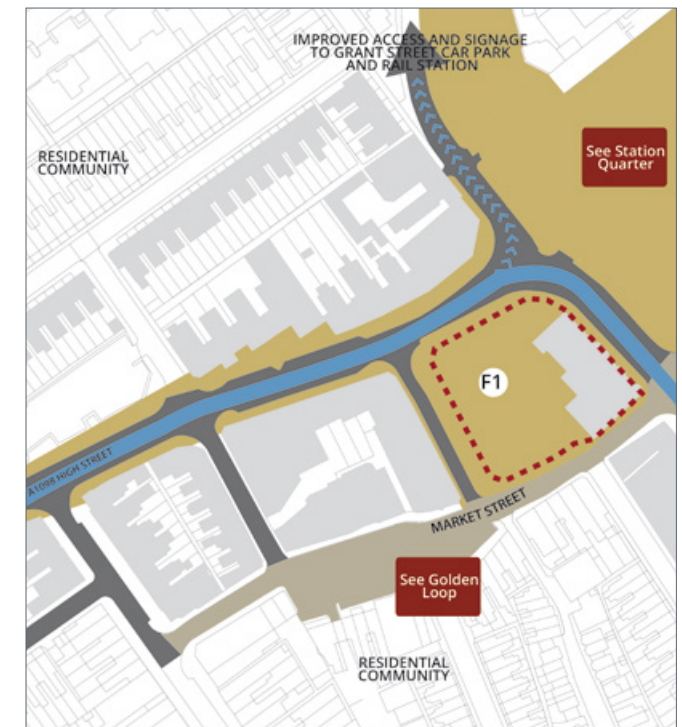 IMPROVED ACCESS AND SIGNAGE
TO GRANT STREET CAR PARK
AND RAIL STATION
RESIDENTIAL
COMMUNITY
See Station
Quarter
F1
A1098 HIGH STREET
MARKET STREET
See Golden
Loop
RESIDENTIAL
COMMUNITY